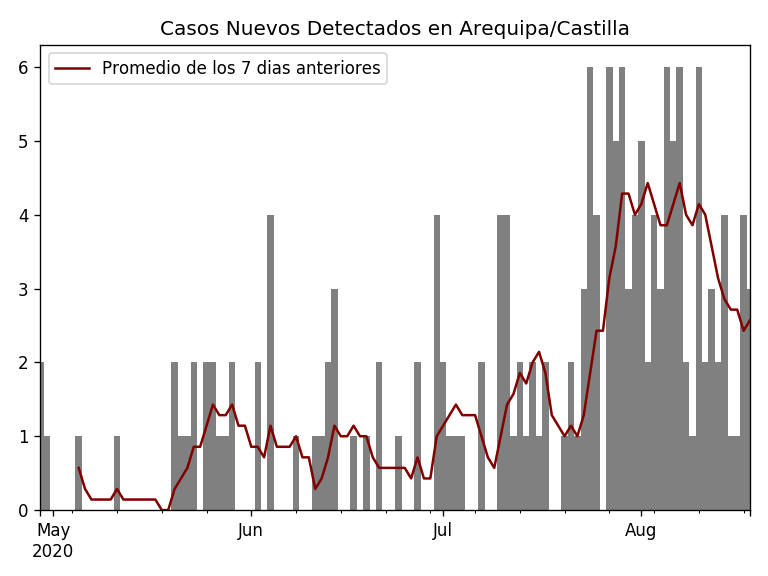 Casos Nuevos Detectados en Arequipa/Castilla
Promedio de los 7 dias anteriores
6
5
4
3
2
1
0
May Jun Jul Aug
2020